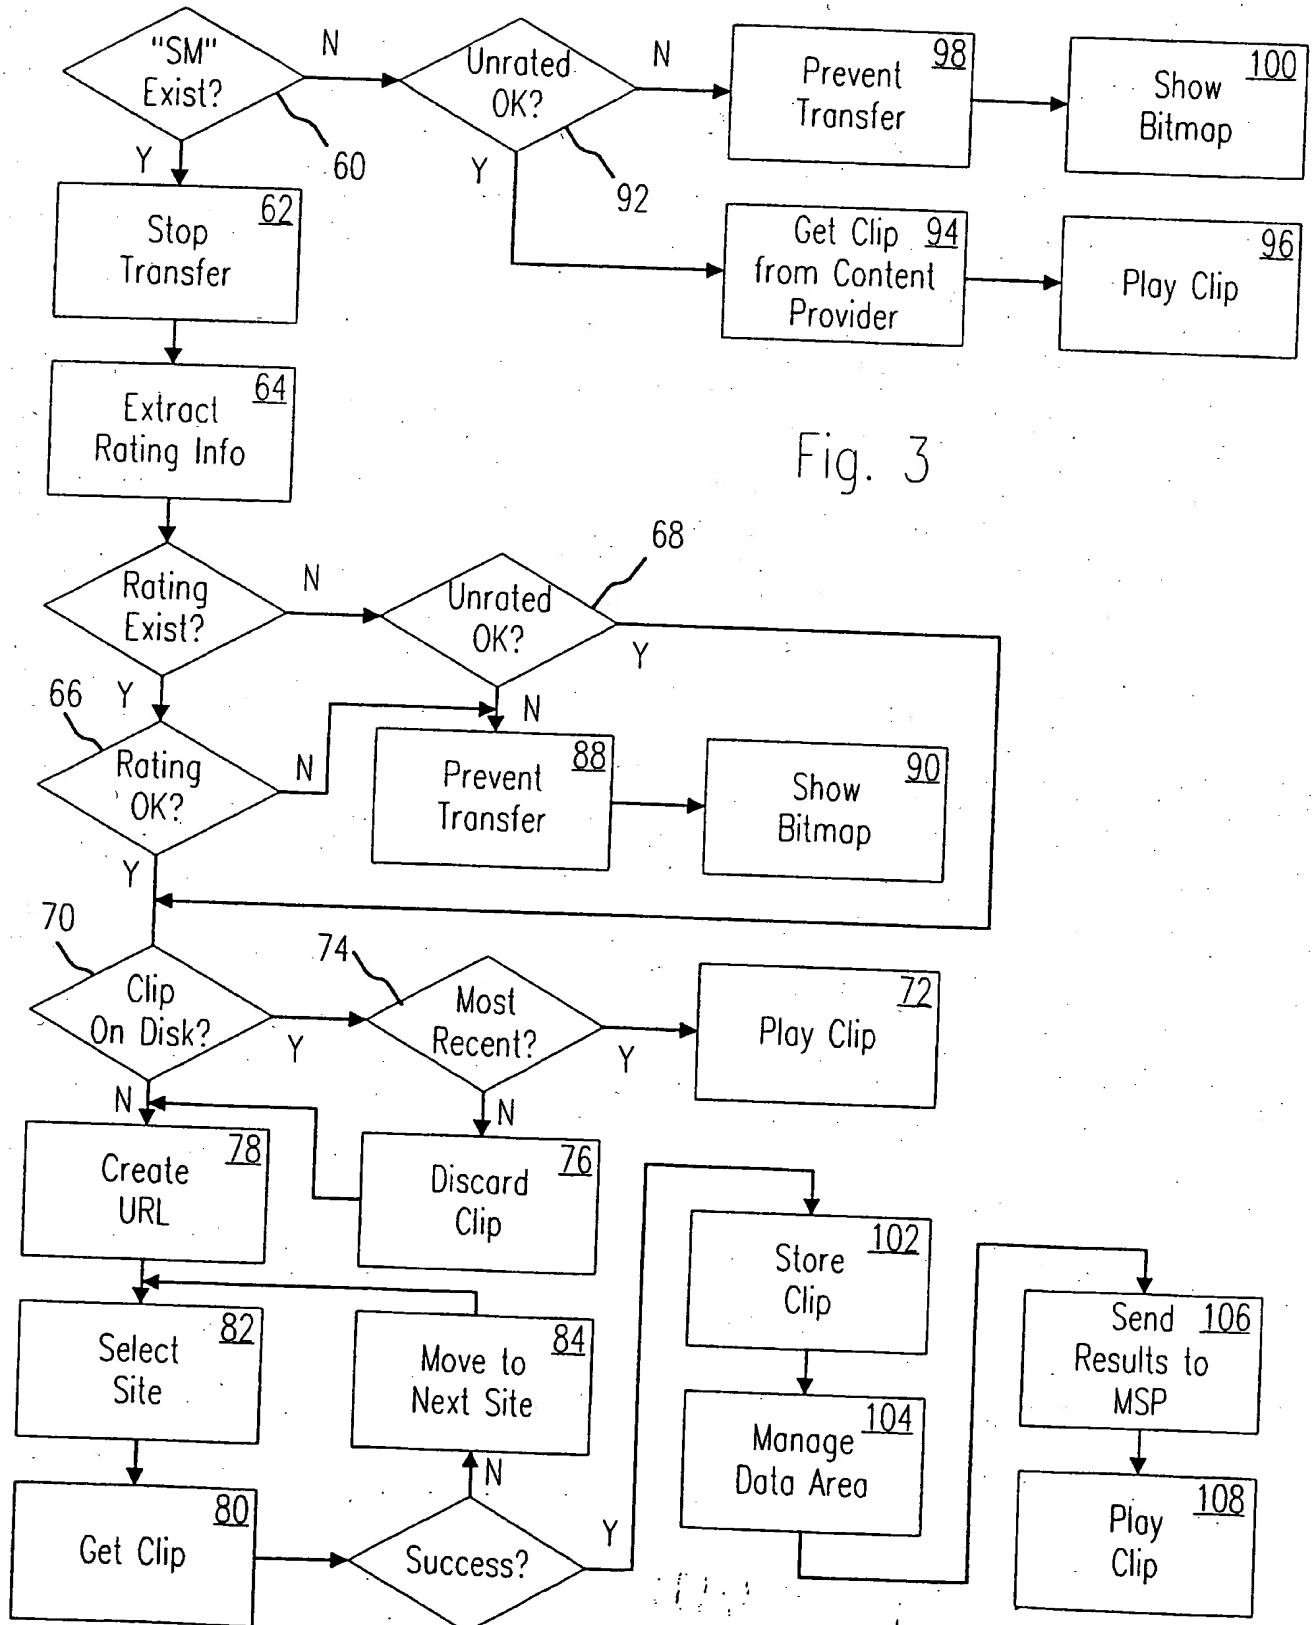 "SM"
Exist?
N
Y
60
Unrated
OK?
N
Y
92
98
Prevent
Transfer
100
Show
Bitmap
62
Stop
Transfer
Get Clip 94
from Content
Provider
96
Play Clip
64
Extract
Rating Info
Fig. 3
Rating
Exist?
N
Y
68
Unrated
OK?
Y
N
66
Rating
OK?
N
Y
88
Prevent
Transfer
90
Show
Bitmap
70
Clip
On Disk?
Y
N
74
Most
Recent?
Y
N
72
Play Clip
78
Create
URL
76
Discard
Clip
82
Select
Site
84
Move to
Next Site
80
Get Clip
Success?
N
Y
102
Store
Clip
104
Manage
Data Area
Send 106
Results to
MSP
108
Play
Clip